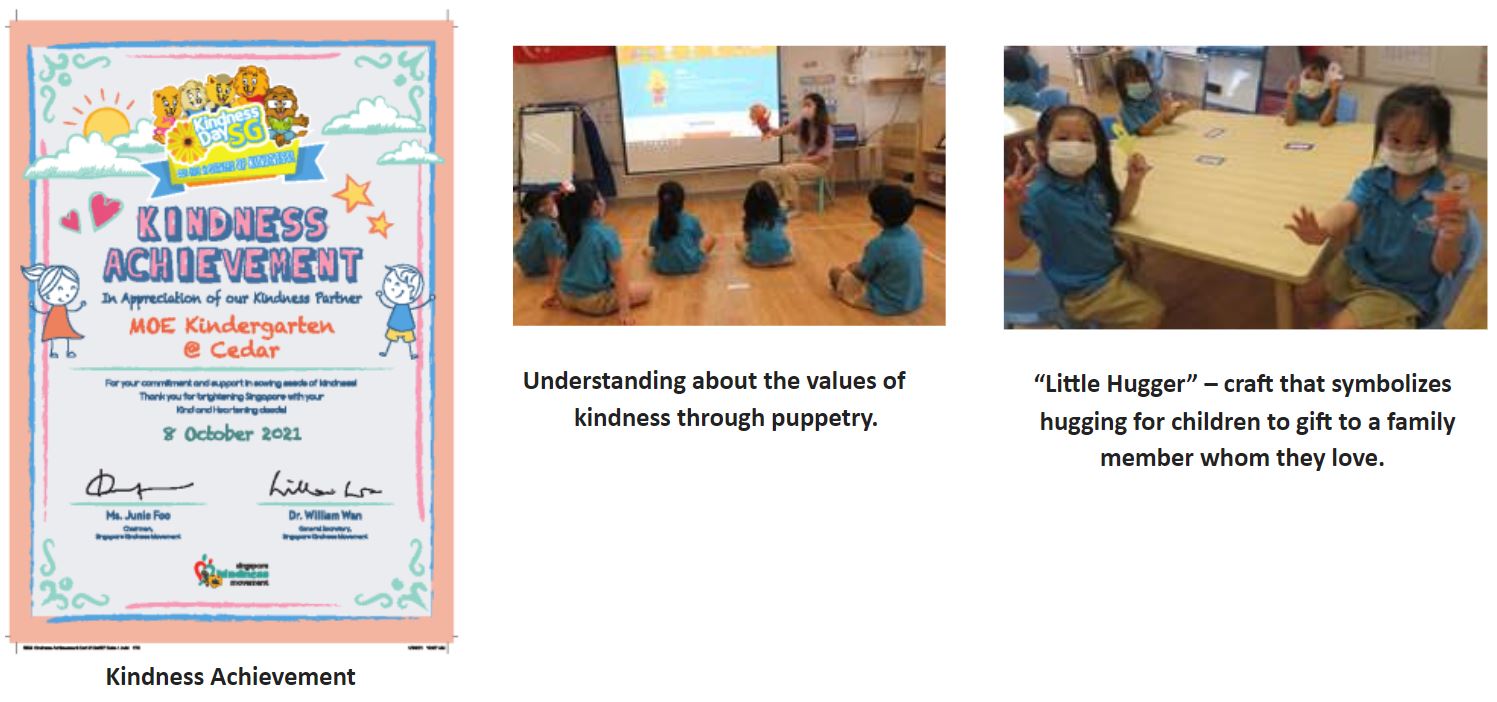 Kindness
Day SG
KINDNESS
ACHIEVEMENT
In Appreciation of our Kindness Partner
MOE Kindergarten
@ Cedar
For your commitment and support in sowing seeds of kindness!
Thank you for brightening Singapore with your
Kind and Heartening deeds!
8 October 2021
Ms. Junie Foo
Chairman,
Singapore Kindness Movement
Dr. William Wan
General Secretary,
Singapore Kindness Movement
singapore
kindness
movement
Kindness Achievement
Understanding about the values of
kindness through puppetry.
“Little Hugger” – craft that symbolizes
hugging for children to gift to a family
member whom they love.